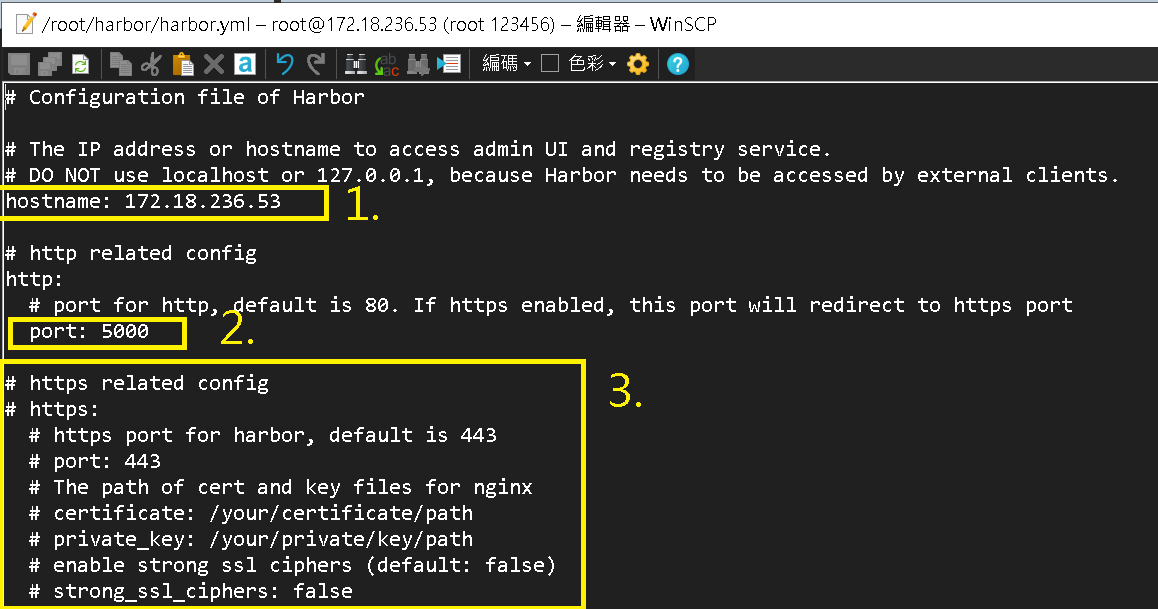 /root/harbor/harbor.yml – root@172.18.236.53 (root 123456) – 編輯器 – WinSCP
編碼 色彩
# Configuration file of Harbor
# The IP address or hostname to access admin UI and registry service.
# DO NOT use localhost or 127.0.0.1, because Harbor needs to be accessed by external clients.
hostname: 172.18.236.53 1.
# http related config
http:
# port for http, default is 80. If https enabled, this port will redirect to https port
port: 5000 2.
# https related config
3.
# https:
# https port for harbor, default is 443
# port: 443
# The path of cert and key files for nginx
# certificate: /your/certificate/path
# private_key: /your/private/key/path
# enable strong ssl ciphers (default: false)
# strong_ssl_ciphers: false